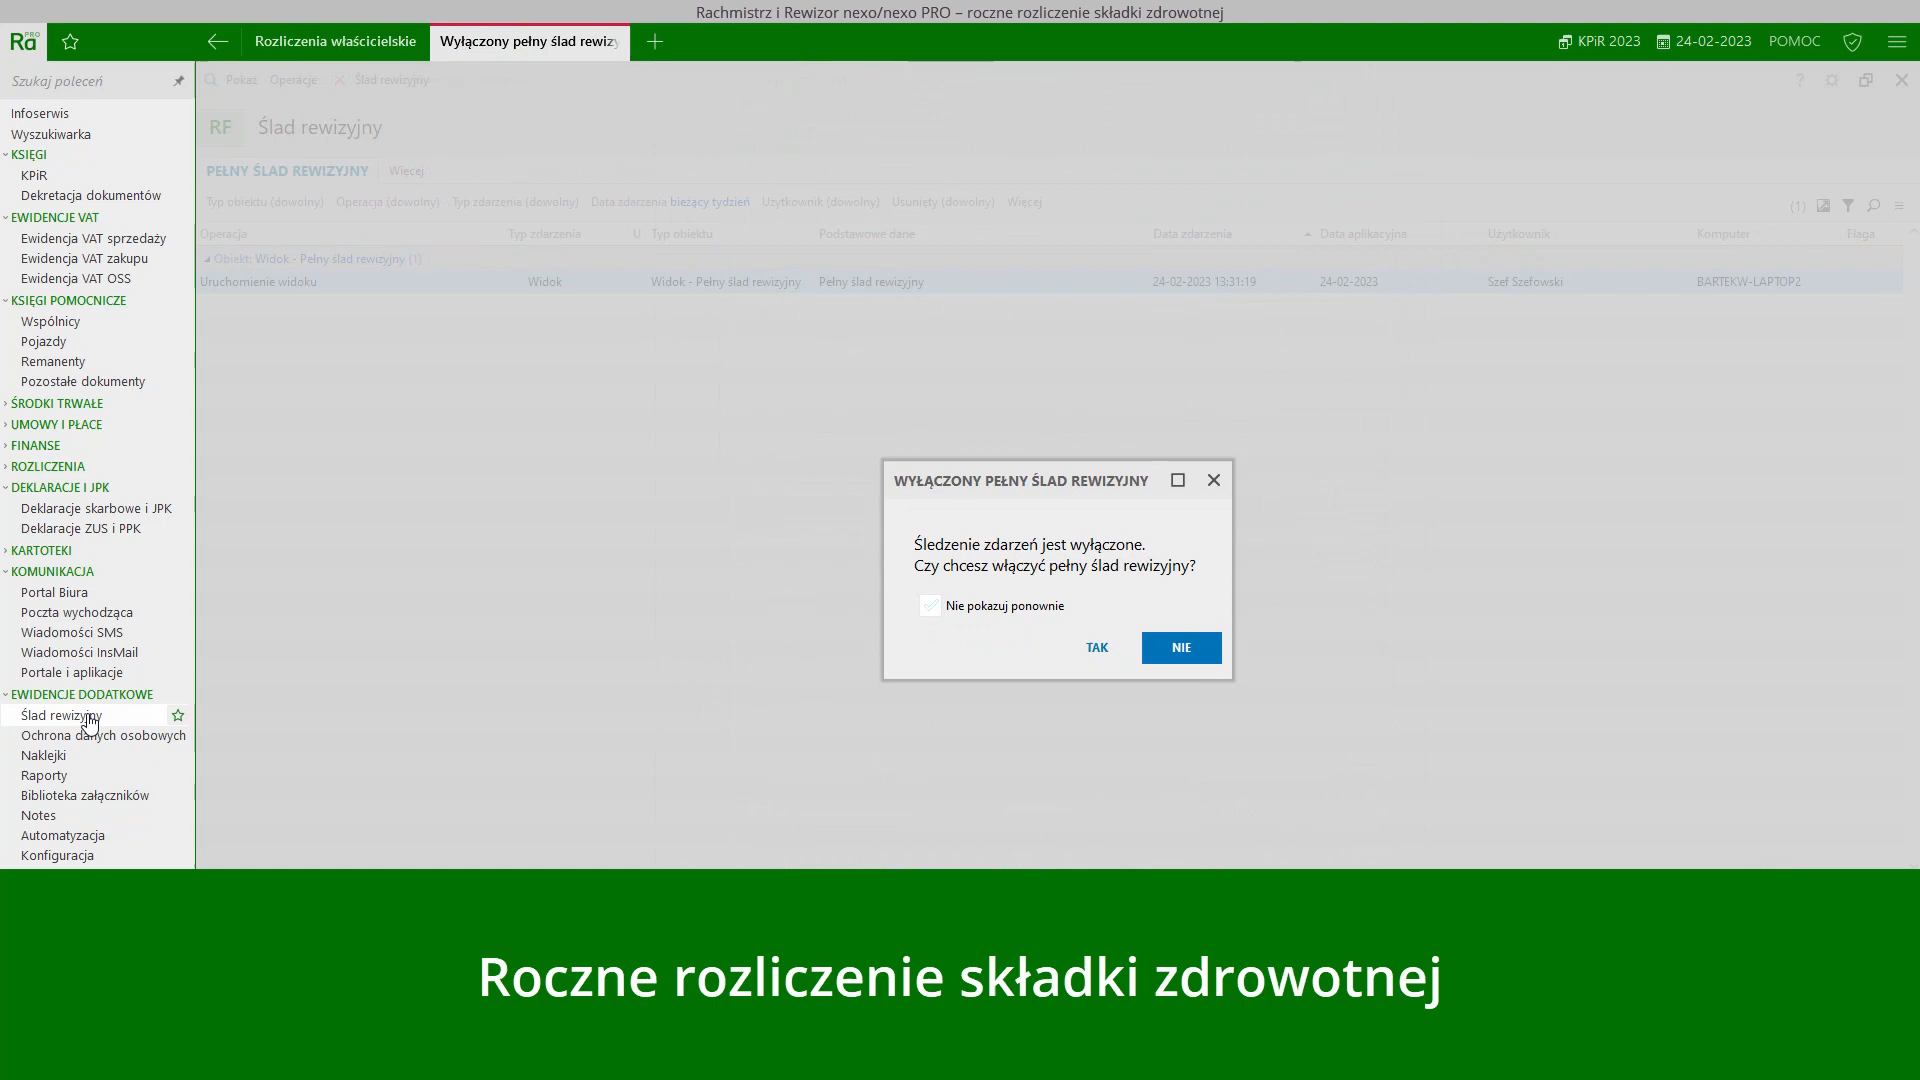 Rachmistrz i Rewizor nexo/nexo PRO – roczne rozliczenie składki zdrowotnej
Ra PRO
Rozliczenia właścicielskie
Wyłączony pełny ślad rewizy
KPiR 2023
24-02-2023
POMOC
Szukaj poleceń
Pokaż Operacje Ślad rewizyjny
Infoserwis
Wyszukiwarka
KSIĘGI
KPiR
Dekretacja dokumentów
EWIDENCJE VAT
Ewidencja VAT sprzedaży
Ewidencja VAT zakupu
Ewidencja VAT OSS
KSIĘGI POMOCNICZE
Wspólnicy
Pojazdy
Remanenty
Pozostałe dokumenty
ŚRODKI TRWAŁE
UMOWY I PŁACE
FINANSE
ROZLICZENIA
DEKLARACJE I JPK
Deklaracje skarbowe i JPK
Deklaracje ZUS i PPK
KARTOTEKI
KOMUNIKACJA
Portal Biura
Poczta wychodząca
Wiadomości SMS
Wiadomości InsMail
Portale i aplikacje
EWIDENCJE DODATKOWE
Ślad rewizyjny
Ochrona danych osobowych
Naklejki
Raporty
Biblioteka załączników
Notes
Automatyzacja
Konfiguracja
RF Ślad rewizyjny
PEŁNY ŚLAD REWIZYJNY Więcej
Typ obiektu (dowolny) Operacja (dowolny) Typ zdarzenia (dowolny) Data zdarzenia bieżący tydzień Użytkownik (dowolny) Usunięty (dowolny) Więcej (1)
Operacja Typ zdarzenia U Typ obiektu Podstawowe dane Data zdarzenia Data aplikacyjna Użytkownik Komputer Flaga
Obiekt: Widok - Pełny ślad rewizyjny (1)
Uruchomienie widoku Widok Widok - Pełny ślad rewizyjny Pełny ślad rewizyjny 24-02-2023 13:31:19 24-02-2023 Szef Szefowski BARTEKW-LAPTOP2
WYŁĄCZONY PEŁNY ŚLAD REWIZYJNY
Śledzenie zdarzeń jest wyłączone.
Czy chcesz włączyć pełny ślad rewizyjny?
Nie pokazuj ponownie
TAK NIE
Roczne rozliczenie składki zdrowotnej